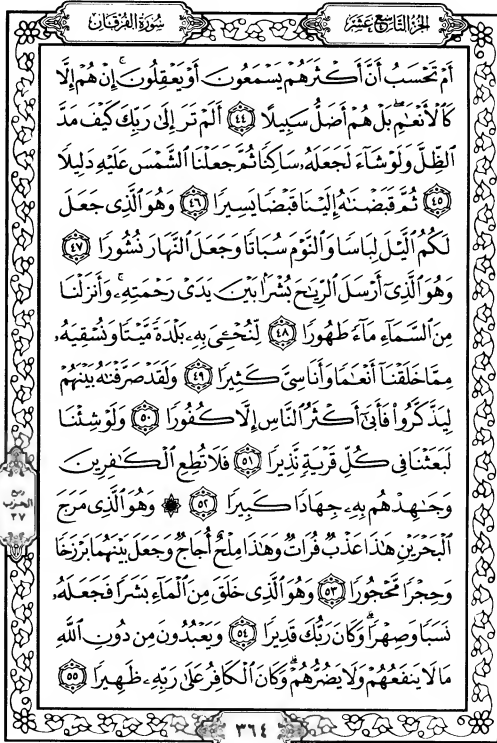 الجزء التاسع عشر
سورة الفرقان
أَمْ تَحْسَبُ أَنَّ أَكْثَرَهُمْ يَسْمَعُونَ أَوْ يَعْقِلُونَ ۚ إِنْ هُمْ إِلَّا
كَالْأَنْعَـٰمِ ۖ بَلْ هُمْ أَضَلُّ سَبِيلًا ٤٤ أَلَمْ تَرَ إِلَىٰ رَبِّكَ كَيْفَ مَدَّ
الظِّلَّ وَلَوْ شَاءَ لَجَعَلَهُۥ سَاكِنًا ثُمَّ جَعَلْنَا الشَّمْسَ عَلَيْهِ دَلِيلًا
٤٥ ثُمَّ قَبَضْنَـٰهُ إِلَيْنَا قَبْضًا يَسِيرًا ٤٦ وَهُوَ الَّذِى جَعَلَ
لَكُمُ الَّيْلَ لِبَاسًا وَالنَّوْمَ سُبَاتًا وَجَعَلَ النَّهَارَ نُشُورًا ٤٧
وَهُوَ الَّذِىٓ أَرْسَلَ الرِّيَـٰحَ بُشْرًۢا بَيْنَ يَدَىْ رَحْمَتِهِۦ ۚ وَأَنزَلْنَا
مِنَ السَّمَاءِ مَاءً طَهُورًا ٤٨ لِّنُحْـِۧىَ بِهِۦ بَلْدَةً مَّيْتًا وَنُسْقِيَهُۥ
مِمَّا خَلَقْنَآ أَنْعَـٰمًا وَأَنَاسِىَّ كَثِيرًا ٤٩ وَلَقَدْ صَرَّفْنَـٰهُ بَيْنَهُمْ
لِيَذَّكَّرُوا۟ فَأَبَىٰٓ أَكْثَرُ النَّاسِ إِلَّا كُفُورًا ٥٠ وَلَوْ شِئْنَا
لَبَعَثْنَا فِى كُلِّ قَرْيَةٍ نَّذِيرًا ٥١ فَلَا تُطِعِ الْكَـٰفِرِينَ
وَجَـٰهِدْهُم بِهِۦ جِهَادًا كَبِيرًا ٥٢ ۞ وَهُوَ الَّذِى مَرَجَ
الْبَحْرَيْنِ هَـٰذَا عَذْبٌ فُرَاتٌ وَهَـٰذَا مِلْحٌ أُجَاجٌ وَجَعَلَ بَيْنَهُمَا بَرْزَخًا
وَحِجْرًا مَّحْجُورًا ٥٣ وَهُوَ الَّذِى خَلَقَ مِنَ الْمَاءِ بَشَرًا فَجَعَلَهُۥ
نَسَبًا وَصِهْرًا ۗ وَكَانَ رَبُّكَ قَدِيرًا ٥٤ وَيَعْبُدُونَ مِن دُونِ اللَّهِ
مَا لَا يَنفَعُهُمْ وَلَا يَضُرُّهُمْ ۗ وَكَانَ الْكَافِرُ عَلَىٰ رَبِّهِۦ ظَهِيرًا ٥٥
ربع
الحزب
٣٧
٣٦٤